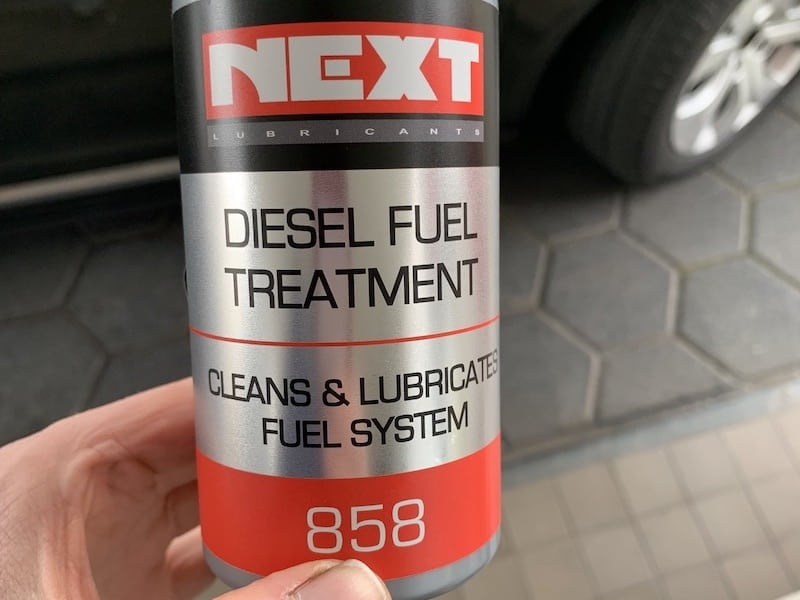 NEXT
LUBRICANTS
DIESEL FUEL
TREATMENT
CLEANS & LUBRICATES
FUEL SYSTEM
858